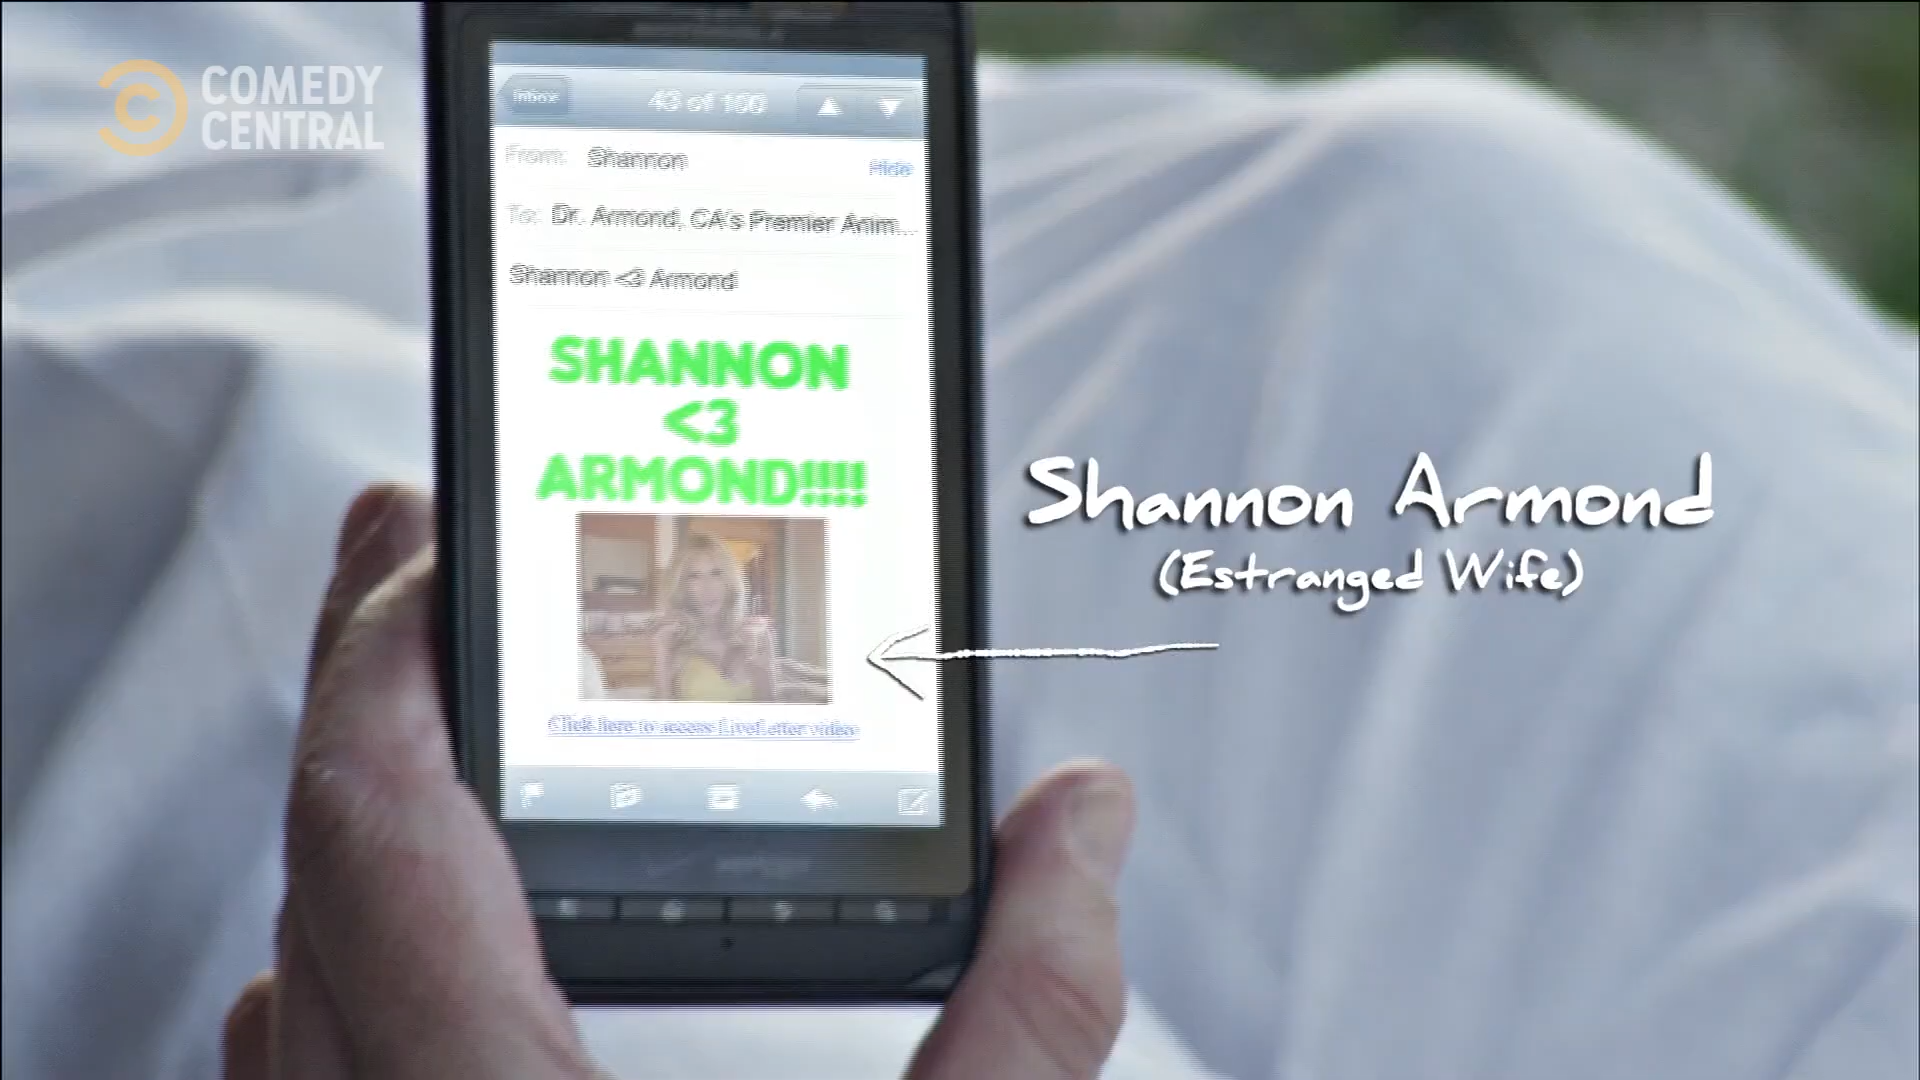 COMEDY
CENTRAL
Inbox
43 of 100
From: Shannon
Hide
To: Dr. Armond, CA's Premier Anim...
Shannon <3 Armond
SHANNON
<3
ARMOND!!!!
Click here to access LiveLetter video
Shannon Armond
(Estranged Wife)